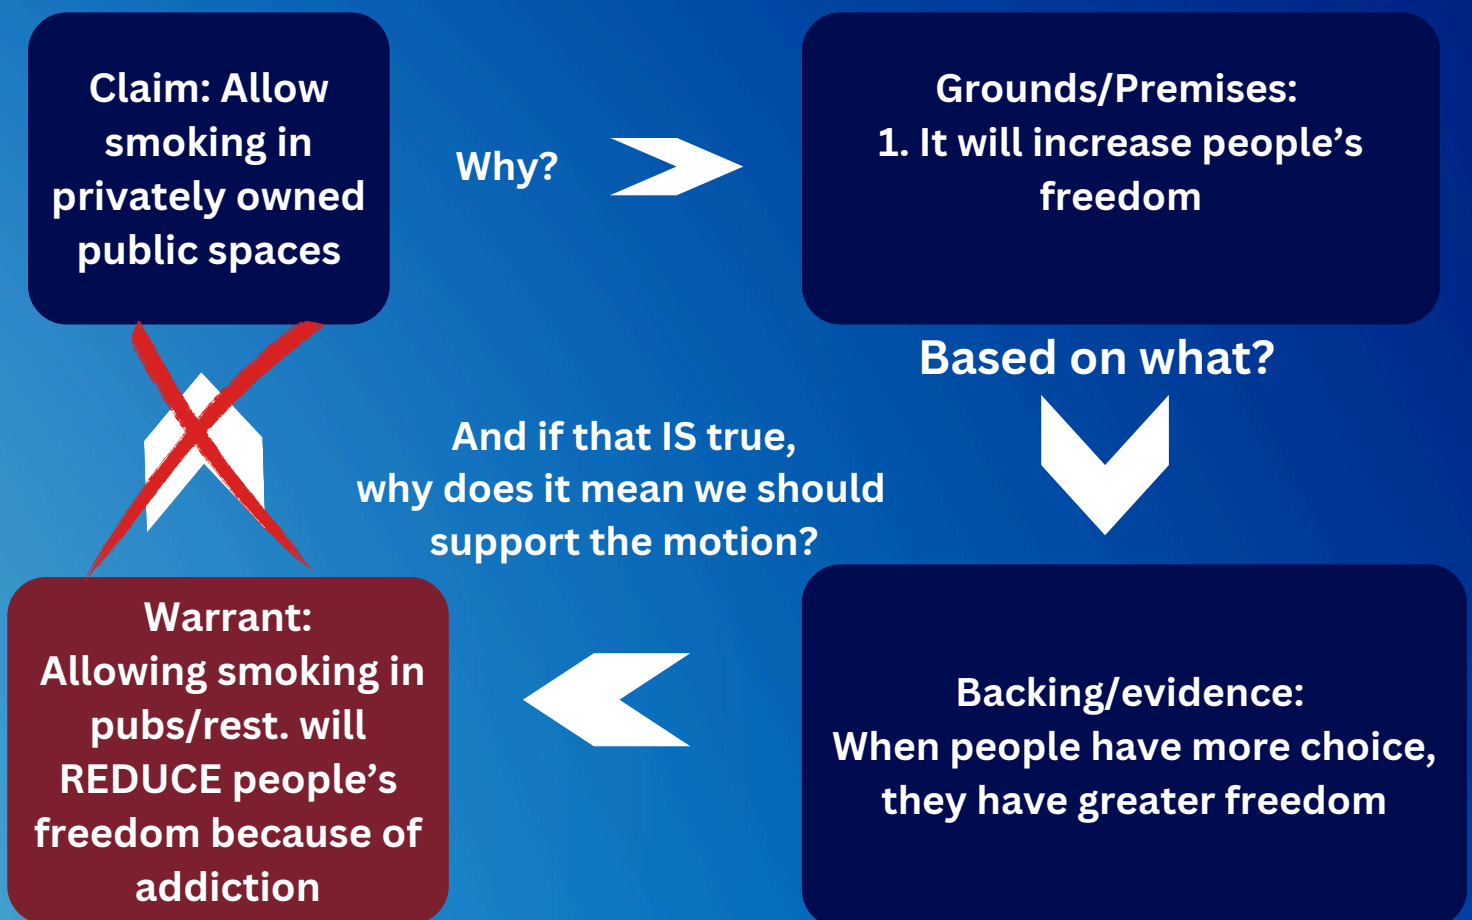 Claim: Allow
smoking in
privately owned
public spaces
Why?
Grounds/Premises:
1. It will increase people’s
freedom
Based on what?
And if that IS true,
why does it mean we should
support the motion?
Warrant:
Allowing smoking in
pubs/rest. will
REDUCE people’s
freedom because of
addiction
Backing/evidence:
When people have more choice,
they have greater freedom